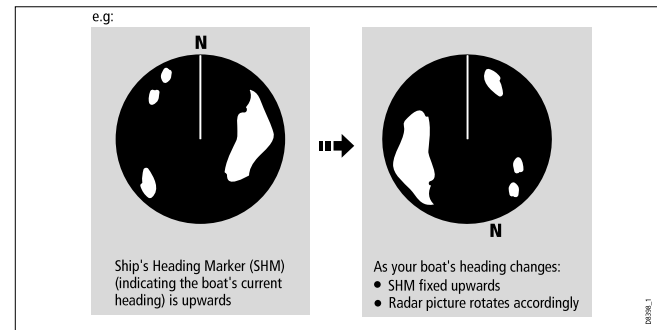 e.g:
N
Ship's Heading Marker (SHM)
(indicating the boat's current
heading) is upwards
N
As your boat's heading changes:
• SHM fixed upwards
• Radar picture rotates accordingly
D8398_1